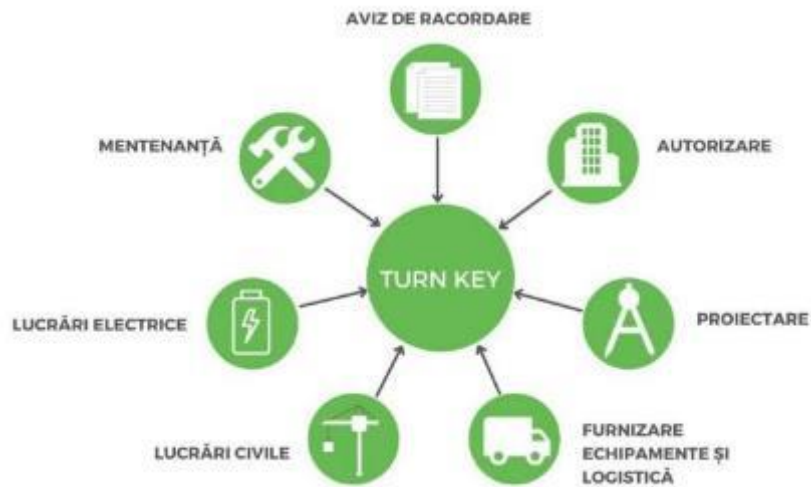 AVIZ DE RACORDARE
MENTENANȚĂ
AUTORIZARE
TURN KEY
LUCRĂRI ELECTRICE
PROIECTARE
LUCRĂRI CIVILE
FURNIZARE
ECHIPAMENTE ȘI
LOGISTICĂ